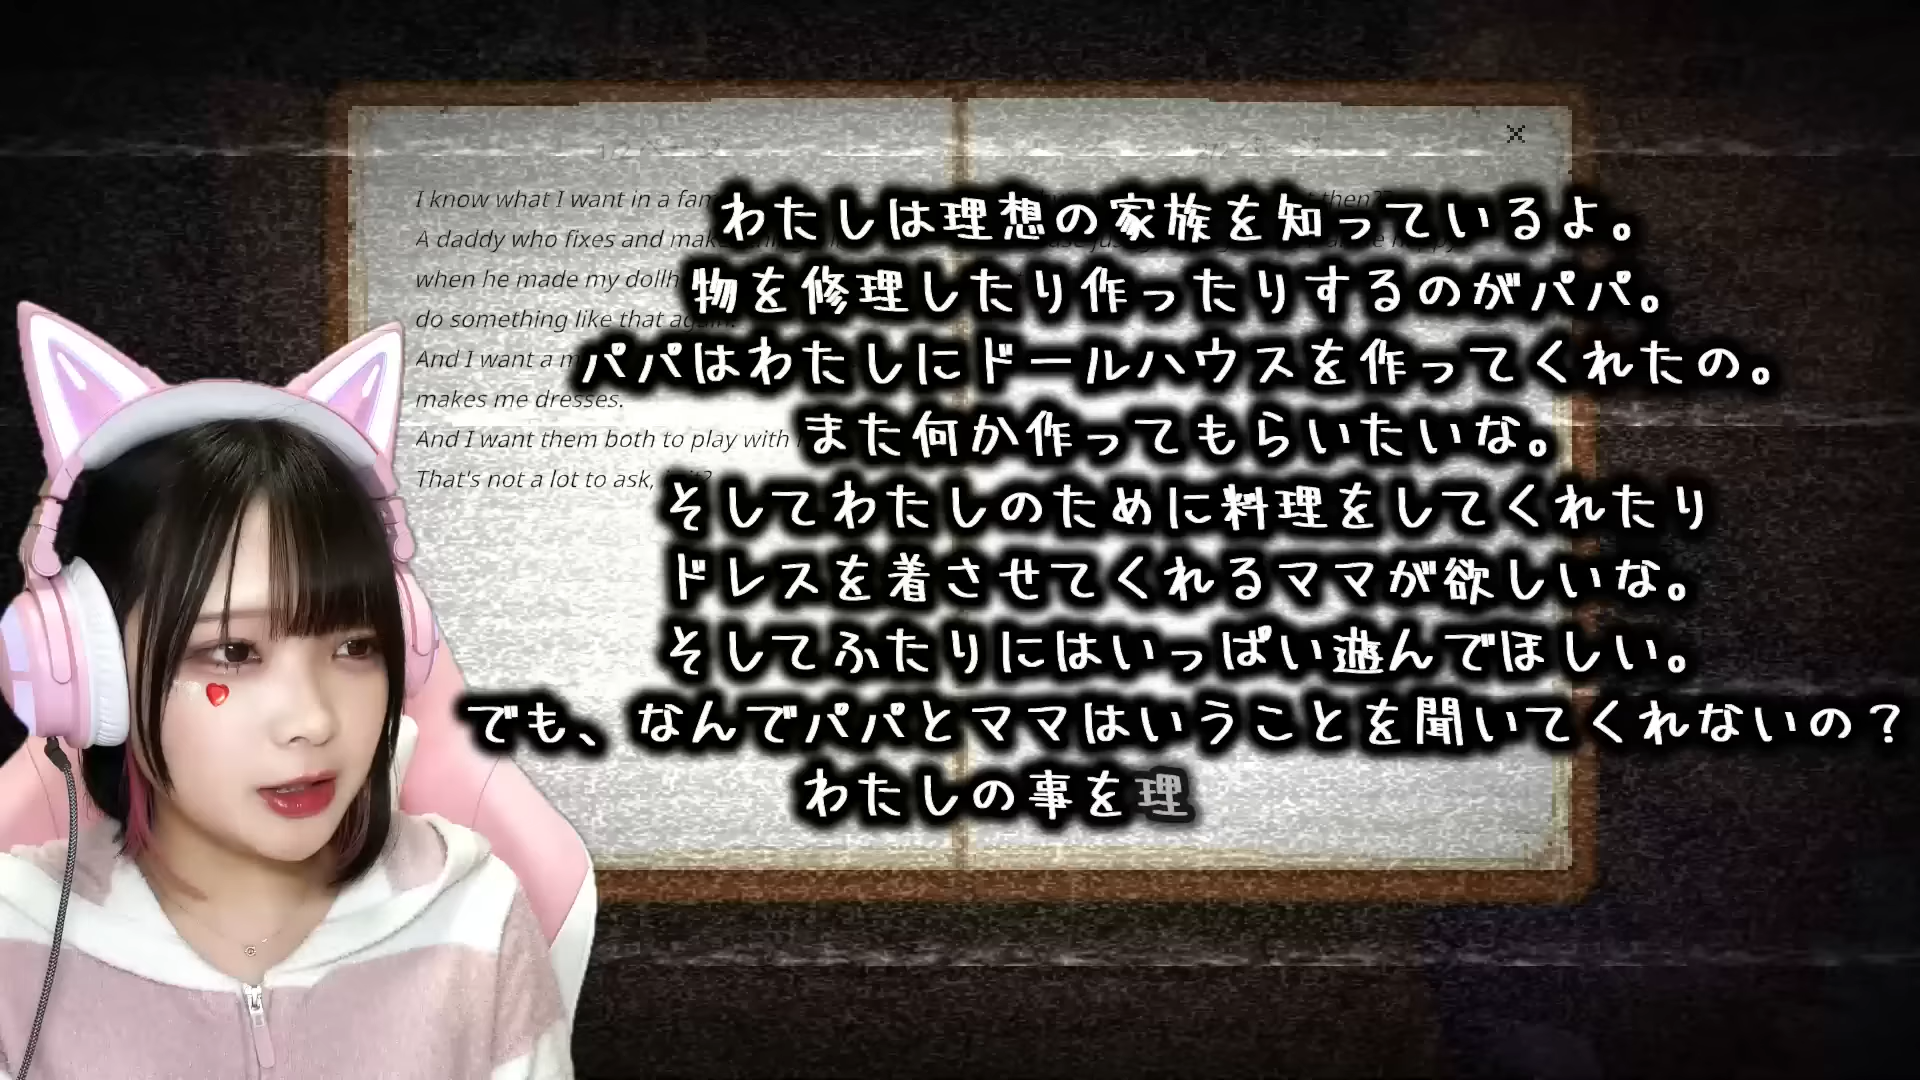 I know what I want in a fam
A daddy who fixes and mak
when he made my dollh
do something like that again.
And I want a m
makes me dresses.
And I want them both to play with
That's not a lot to ask,
then?
わたしは理想の家族を知っているよ。
物を修理したり作ったりするのがパパ。
パパはわたしにドールハウスを作ってくれたの。
また何か作ってもらいたいな。
そしてわたしのために料理をしてくれたり
ドレスを着させてくれるママが欲しいな。
そしてふたりにはいっぱい遊んでほしい。
でも、なんでパパとママはいうことを聞いてくれないの？
わたしの事を理